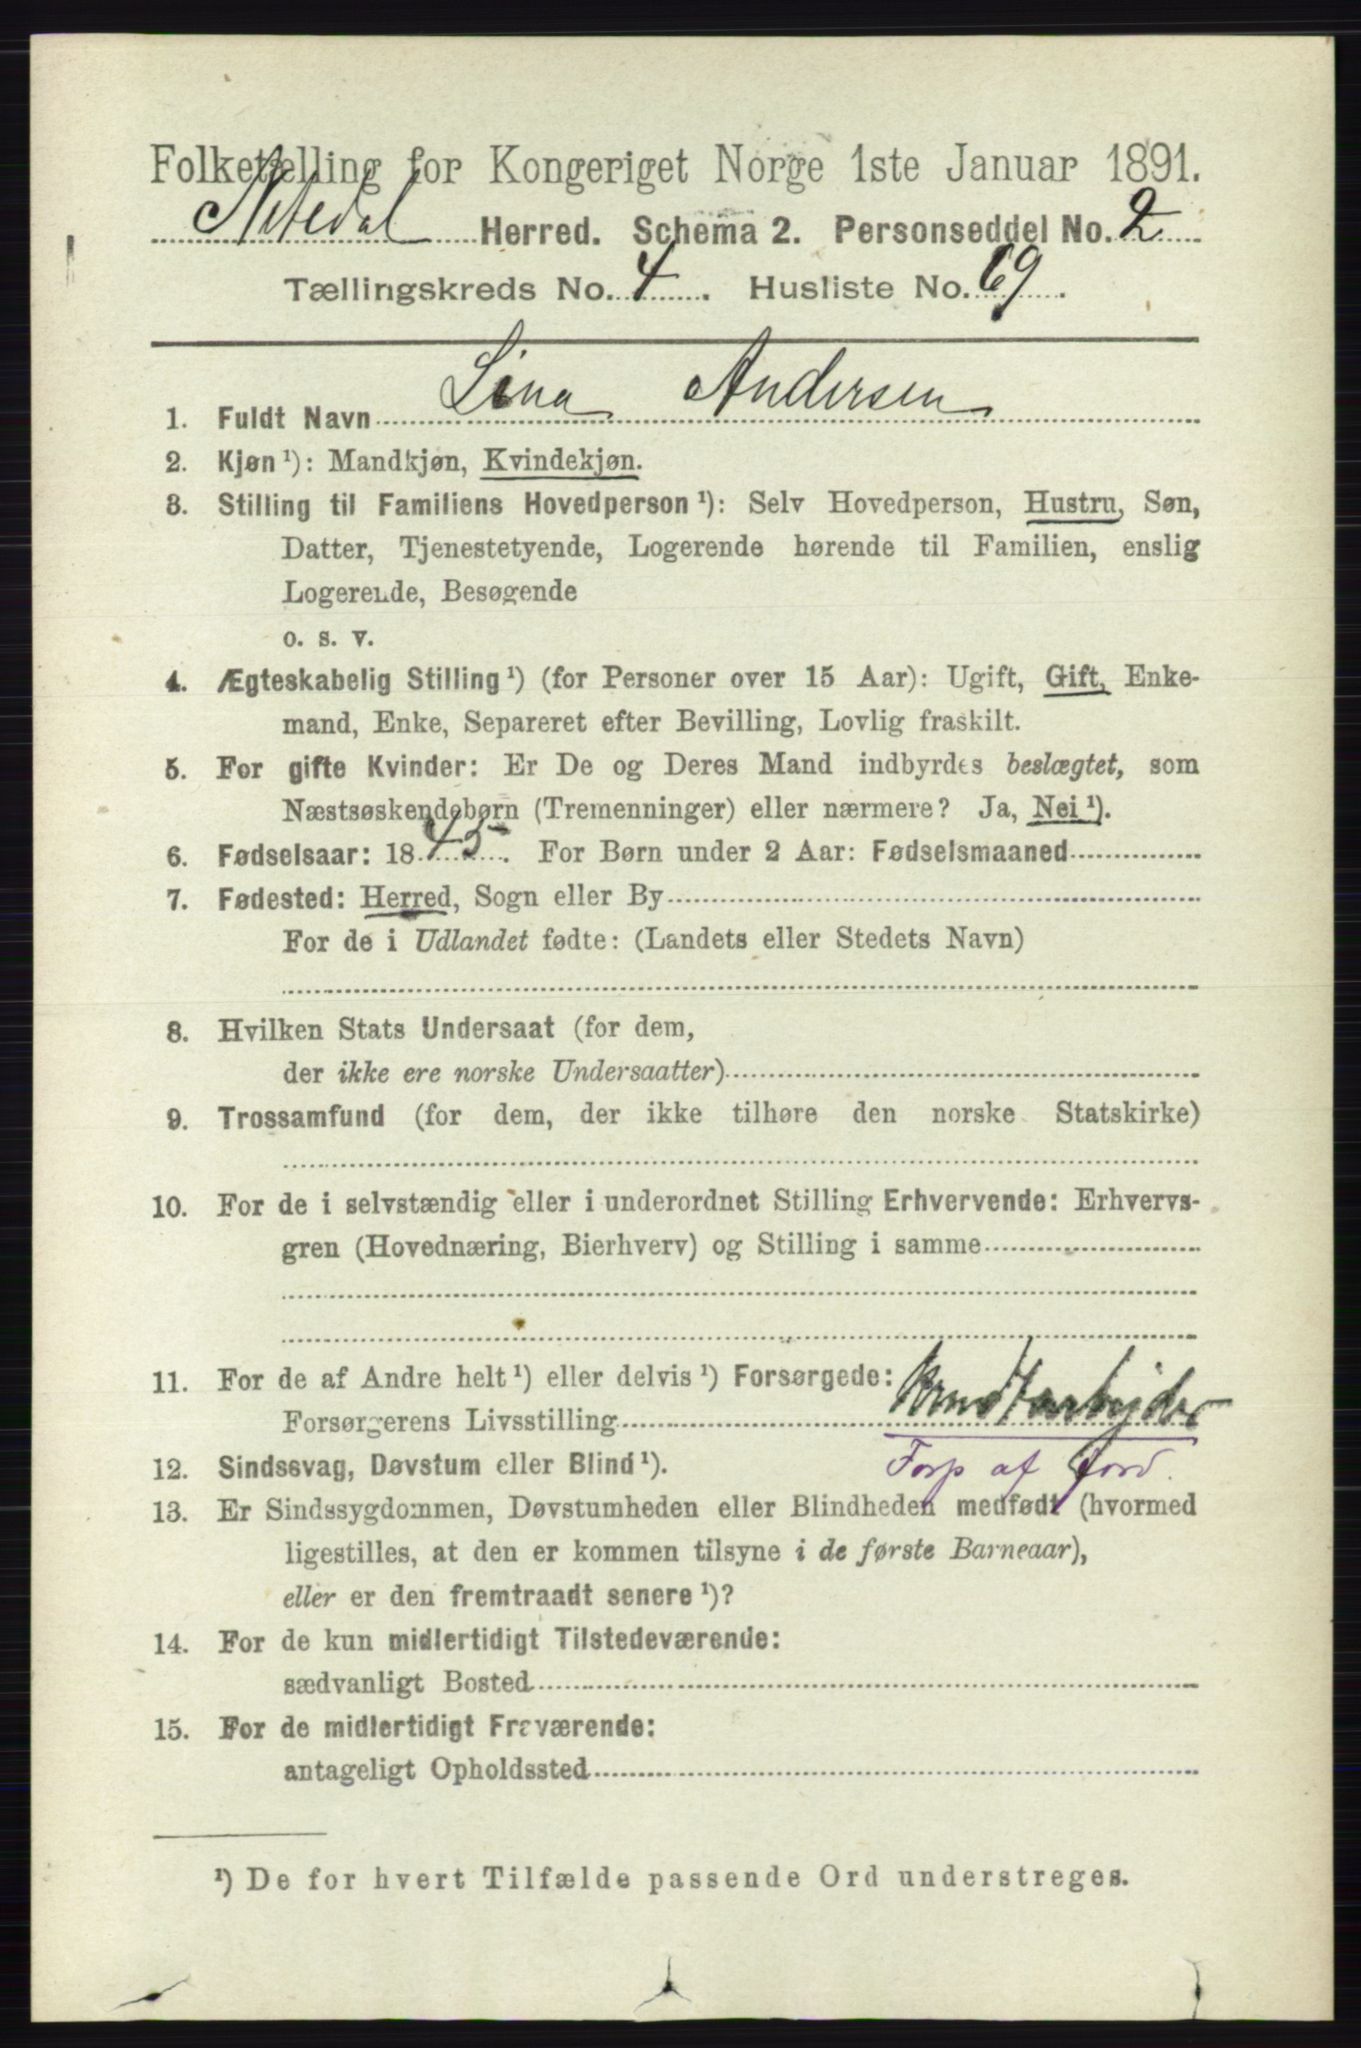 Folketælling for Kongeriget Norge 1ste Januar 1891.
Nitedal Herred. Schema 2. Personseddel No. 2
Tællingskreds No. 4. Husliste No. 69.
1. Fuldt Navn Lina Andersen
2. Kjøn ¹): Mandkjøn, Kvindekjøn.
3. Stilling til Familiens Hovedperson ¹): Selv Hovedperson, Hustru, Søn,
Datter, Tjenestetyende, Logerende hørende til Familien, enslig
Logerende, Besøgende
o. s. v.
4. Ægteskabelig Stilling ¹) (for Personer over 15 Aar): Ugift, Gift, Enke-
mand, Enke, Separeret efter Bevilling, Lovlig fraskilt.
5. For gifte Kvinder: Er De og Deres Mand indbyrdes beslægtet, som
Næstsøskendebørn (Tremenninger) eller nærmere? Ja, Nei ¹).
6. Fødselsaar: 1845. For Børn under 2 Aar: Fødselsmaaned
7. Fødested: Herred, Sogn eller By
For de i Udlandet fødte: (Landets eller Stedets Navn)
8. Hvilken Stats Undersaat (for dem,
der ikke ere norske Undersaatter)
9. Trossamfund (for dem, der ikke tilhøre den norske Statskirke)
10. For de i selvstændig eller i underordnet Stilling Erhvervende: Erhvervs-
gren (Hovednæring, Bierhverv) og Stilling i samme
11. For de af Andre helt ¹) eller delvis ¹) Forsørgede:
Forsørgerens Livsstilling
12. Sindssvag, Døvstum eller Blind ¹). Forp af Jord.
13. Er Sindssygdommen, Døvstumheden eller Blindheden medfødt (hvormed
ligestilles, at den er kommen tilsyne i de første Barneaar),
eller er den fremtraadt senere ¹)?
14. For de kun midlertidigt Tilstedeværende:
sædvanligt Bosted
15. For de midlertidigt Fraværende:
antageligt Opholdssted
¹) De for hvert Tilfælde passende Ord understreges.